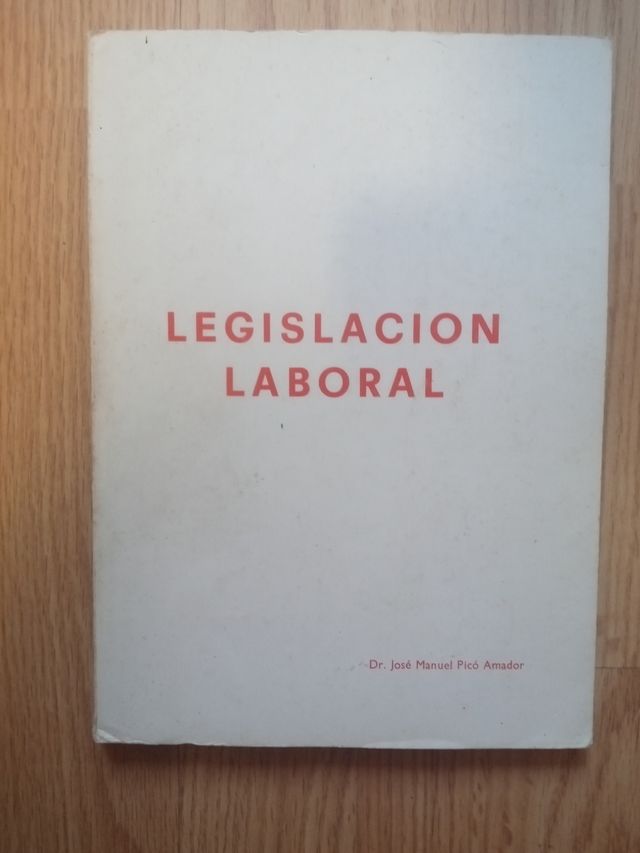 LEGISLACION
LABORAL
Dr. José Manuel Picó Amador